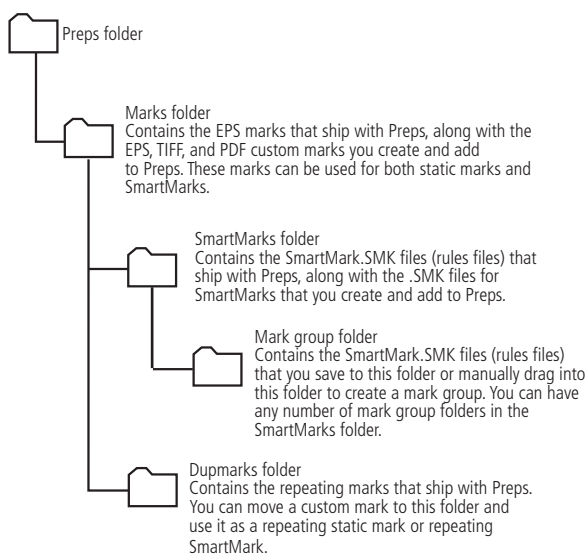 Preps folder
Marks folder
Contains the EPS marks that ship with Preps, along with the
EPS, TIFF, and PDF custom marks you create and add
to Preps. These marks can be used for both static marks and
SmartMarks.
SmartMarks folder
Contains the SmartMark.SMK files (rules files) that
ship with Preps, along with the .SMK files for
SmartMarks that you create and add to Preps.
Mark group folder
Contains the SmartMark.SMK files (rules files)
that you save to this folder or manually drag into
this folder to create a mark group. You can have
any number of mark group folders in the
SmartMarks folder.
Dupmarks folder
Contains the repeating marks that ship with Preps.
You can move a custom mark to this folder and
use it as a repeating static mark or repeating
SmartMark.